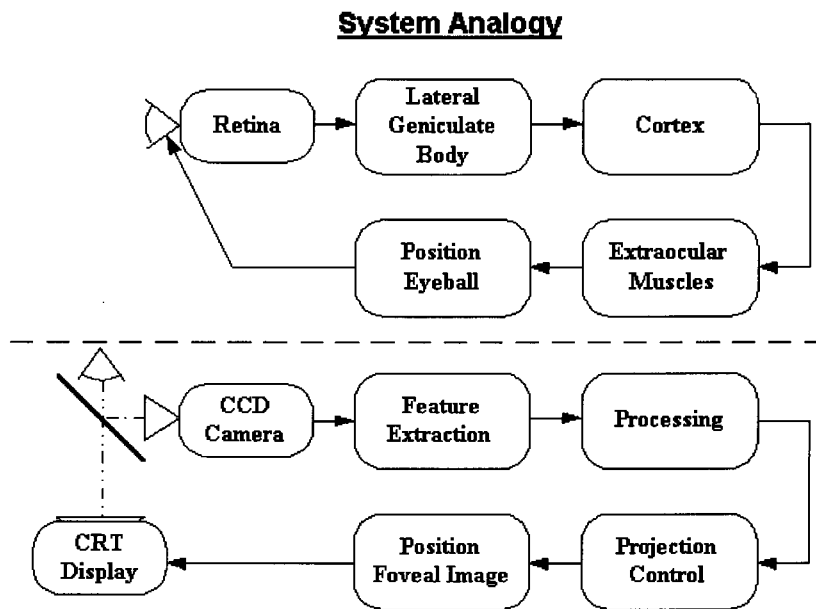 System Analogy
Retina
Lateral
Geniculate
Body
Cortex
Position
Eyeball
Extraocular
Muscles
CCD
Camera
Feature
Extraction
Processing
CRT
Display
Position
Foveal Image
Projection
Control